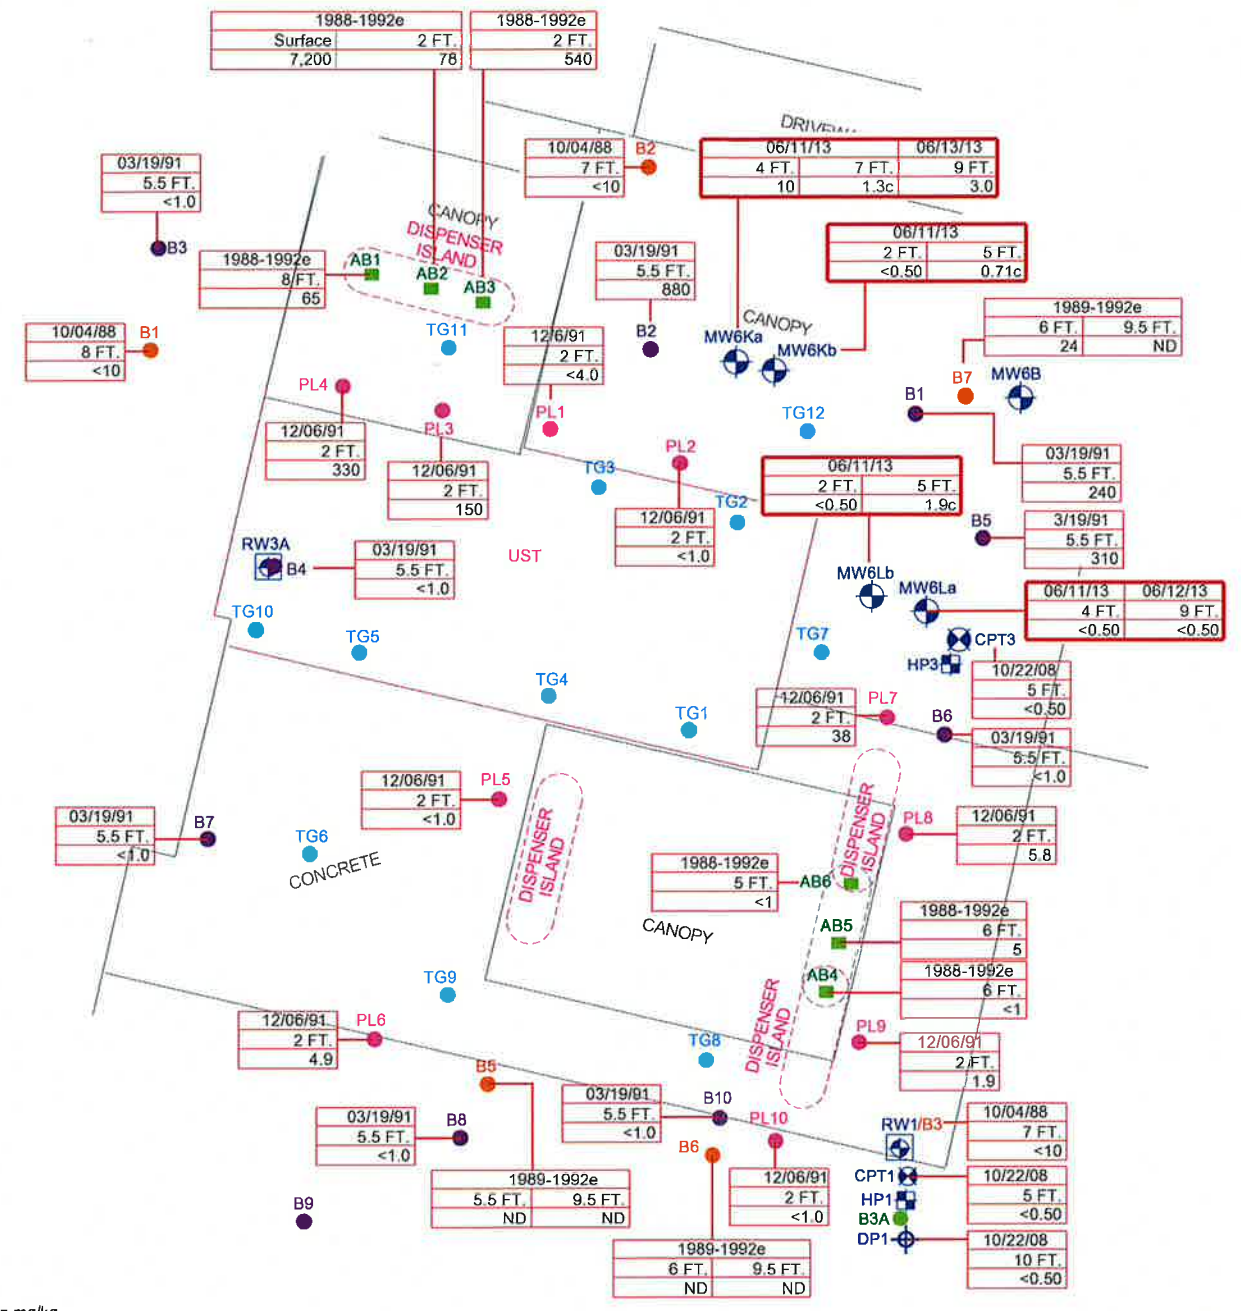 1988-1992e
Surface 2 FT.
7,200 78
1988-1992e
2 FT.
540
DRIVEW
10/04/88
7 FT.
<10
B2
06/11/13 06/13/13
4 FT. 7 FT. 9 FT.
10 1.3c 3.0
03/19/91
5.5 FT.
<1.0
B3
CANOPY
DISPENSER
ISLAND
06/11/13
2 FT. 5 FT.
<0.50 0.71c
1988-1992e
8 FT.
65
AB1
AB2
AB3
03/19/91
5.5 FT.
880
B2
1989-1992e
6 FT. 9.5 FT.
24 ND
10/04/88
8 FT.
<10
B1
TG11
12/6/91
2 FT.
<4.0
CANOPY
MW6Ka
MW6Kb
B7
MW6B
PL4
PL3
PL1
B1
TG12
12/06/91
2 FT.
330
12/06/91
2 FT.
150
PL2
TG3
TG2
06/11/13
2 FT. 5 FT.
<0.50 1.9c
03/19/91
5.5 FT.
240
12/06/91
2 FT.
<1.0
B5
3/19/91
5.5 FT.
310
RW3A
B4
03/19/91
5.5 FT.
<1.0
UST
MW6Lb
MW6La
06/11/13 06/12/13
4 FT. 9 FT.
<0.50 <0.50
TG10
TG5
TG7
CPT3
HP3
10/22/08
5 FT.
<0.50
TG4
TG1
12/06/91
2 FT.
38
PL7
B6
03/19/91
5.5 FT.
<1.0
12/06/91
2 FT.
<1.0
PL5
DISPENSER
ISLAND
DISPENSER
ISLAND
03/19/91
5.5 FT.
<1.0
B7
TG6
CONCRETE
PL8
12/06/91
2 FT.
5.8
1988-1992e
5 FT.
<1
AB6
CANOPY
AB5
1988-1992e
6 FT.
5
AB4
1988-1992e
6 FT.
<1
TG9
DISPENSER
ISLAND
12/06/91
2 FT.
4.9
PL6
TG8
PL9
12/06/91
2 FT.
1.9
B5
03/19/91
5.5 FT.
<1.0
B10
PL10
03/19/91
5.5 FT.
<1.0
B8
B6
RW1/B3
10/04/88
7 FT.
<10
1989-1992e
5.5 FT. 9.5 FT.
ND ND
12/06/91
2 FT.
<1.0
CPT1
10/22/08
5 FT.
<0.50
HP1
B3A
B9
DP1
10/22/08
10 FT.
<0.50
1989-1992e
6 FT. 9.5 FT.
ND ND